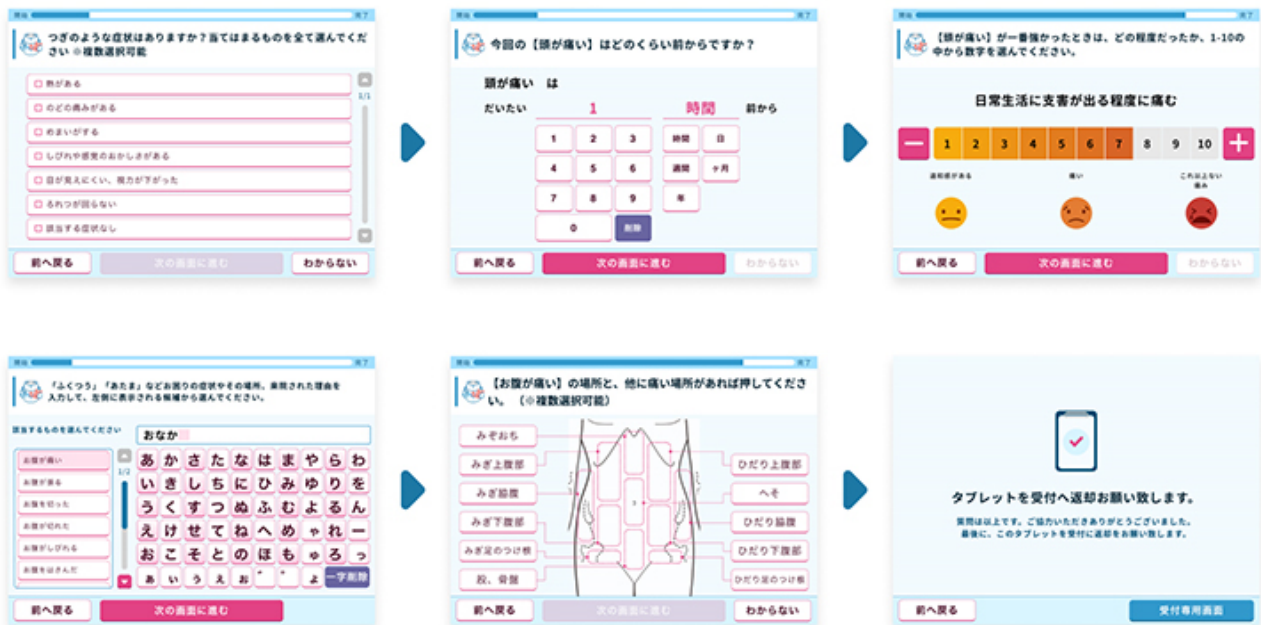 開始
完了
つぎのような症状はありますか？当てはまるものを全て選んでくだ
さい ※複数選択可能
熱がある
のどの痛みがある
めまいがする
しびれや感覚のおかしさがある
目が見えにくい、視力が下がった
ろれつが回らない
該当する症状なし
1/1
前へ戻る
次の画面に進む
わからない
開始
完了
今回の【頭が痛い】はどのくらい前からですか？
頭が痛い は
だいたい 1 時間 前から
1 2 3 時間 日
4 5 6 週間 ヶ月
7 8 9 年
0 削除
前へ戻る
次の画面に進む
わからない
開始
完了
【頭が痛い】が一番強かったときは、どの程度だったか、1-10の
中から数字を選んでください。
日常生活に支害が出る程度に痛む
− 1 2 3 4 5 6 7 8 9 10 +
違和感がある
痛い
これ以上ない
痛み
前へ戻る
次の画面に進む
わからない
開始
完了
「ふくつう」「あたま」などお困りの症状やその場所、来院された理由を
入力して、左側に表示される候補から選んでください。
該当するものを選んでください
おなか
お腹が痛い
お腹が張る
お腹を切った
お腹が切れた
お腹がしびれる
お腹をはさんだ
1/2
あ か さ た な は ま や ら わ
い き し ち に ひ み ゆ り を
う く す つ ぬ ふ む よ る ん
え け せ て ね へ め ゃ れ ー
お こ そ と の ほ も ゅ ろ っ
ぁ ぃ ぅ ぇ ぉ ゛ ゜ ょ 一字削除
前へ戻る
次の画面に進む
開始
完了
【お腹が痛い】の場所と、他に痛い場所があれば押してくださ
い。（※複数選択可能）
みぞおち
みぎ上腹部
みぎ脇腹
みぎ下腹部
みぎ足のつけ根
股、骨盤
ひだり上腹部
へそ
ひだり脇腹
ひだり下腹部
ひだり足のつけ根
前へ戻る
次の画面に進む
わからない
タブレットを受付へ返却お願い致します。
質問は以上です。ご協力いただきありがとうございました。
最後に、このタブレットを受付に返却をお願い致します。
前へ戻る
受付専用画面